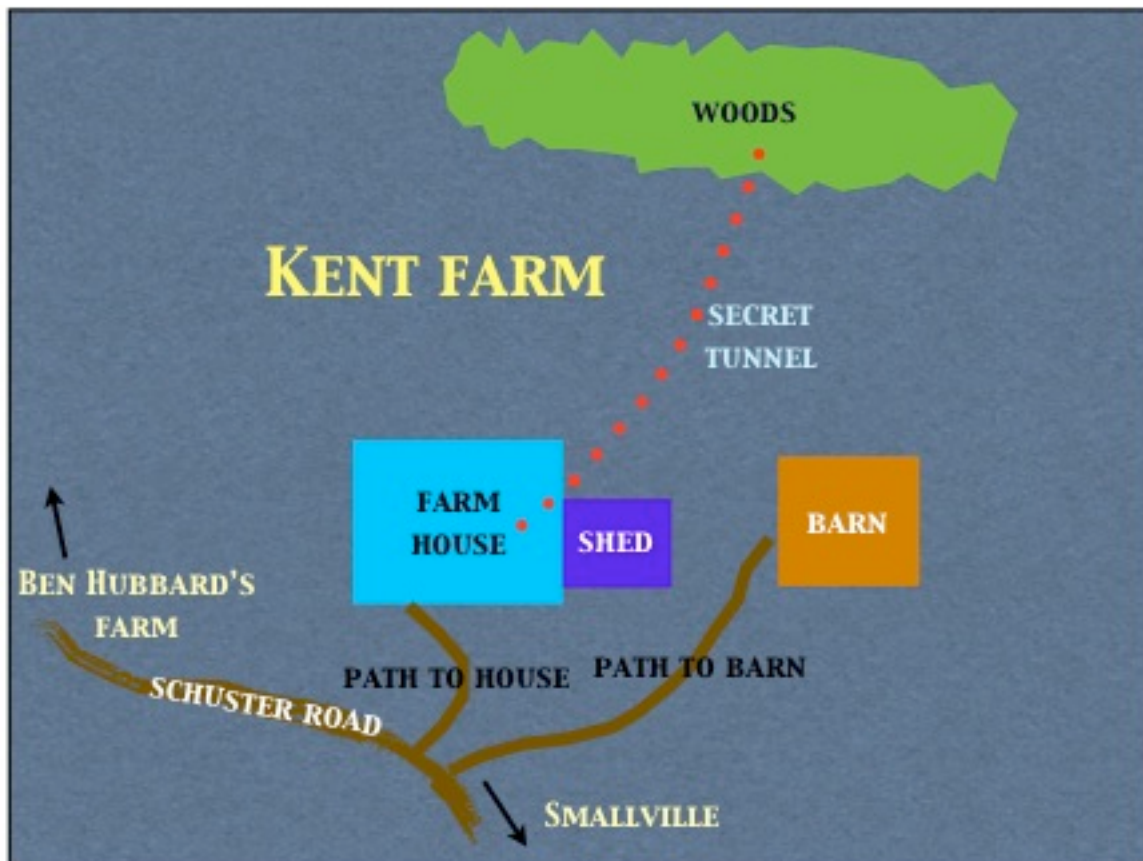 WOODS
KENT FARM
SECRET
TUNNEL
FARM
HOUSE
SHED
BARN
BEN HUBBARD'S
FARM
PATH TO HOUSE
PATH TO BARN
SCHUSTER ROAD
SMALLVILLE